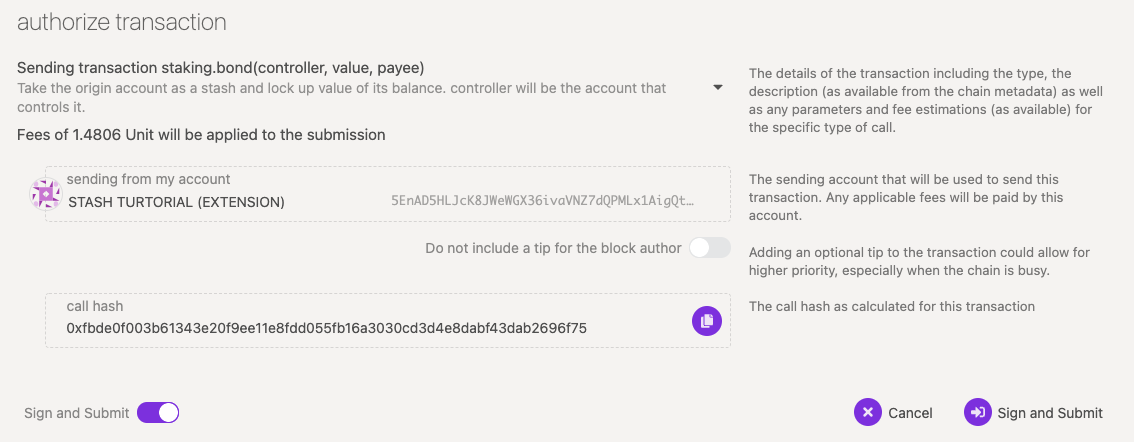 authorize transaction
Sending transaction staking.bond(controller, value, payee)
Take the origin account as a stash and lock up value of its balance. controller will be the account that
controls it.
Fees of 1.4806 Unit will be applied to the submission
The details of the transaction including the type, the
description (as available from the chain metadata) as well
as any parameters and fee estimations (as available) for
the specific type of call.
sending from my account
STASH TURTORIAL (EXTENSION)
5EnAD5HLJcK8JWeWGX36ivaVNZ7dQPMLx1AigQt…
The sending account that will be used to send this
transaction. Any applicable fees will be paid by this
account.
Do not include a tip for the block author
Adding an optional tip to the transaction could allow for
higher priority, especially when the chain is busy.
call hash
0xfbde0f003b61343e20f9ee11e8fdd055fb16a3030cd3d4e8dabf43dab2696f75
The call hash as calculated for this transaction
Sign and Submit
Cancel
Sign and Submit